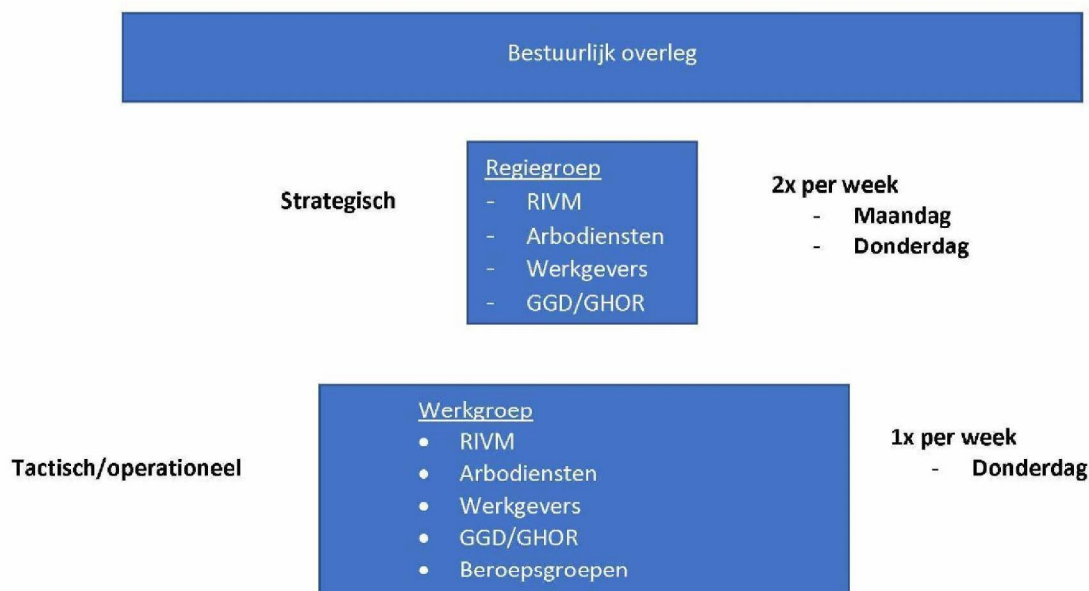 Bestuurlijk overleg
Strategisch
Regiegroep
- RIVM
- Arbodiensten
- Werkgevers
- GGD/GHOR
2x per week
- Maandag
- Donderdag
Tactisch/operationeel
Werkgroep
• RIVM
• Arbodiensten
• Werkgevers
• GGD/GHOR
• Beroepsgroepen
1x per week
- Donderdag